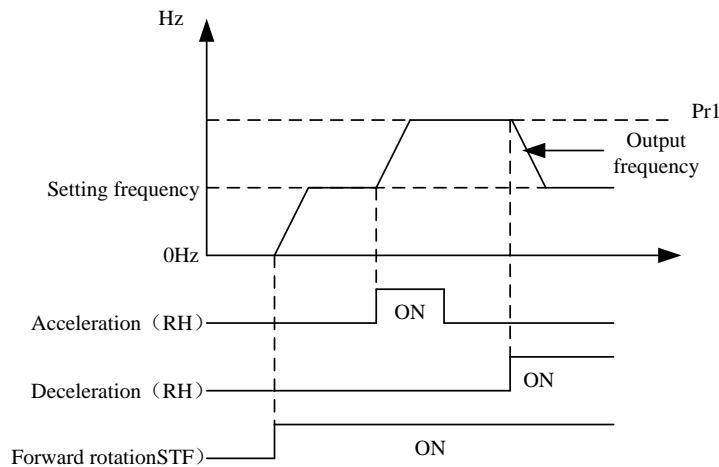 Hz
Pr1
Output
frequency
Setting frequency
0Hz
Acceleration（RH）
ON
Deceleration（RH）
ON
Forward rotationSTF）
ON